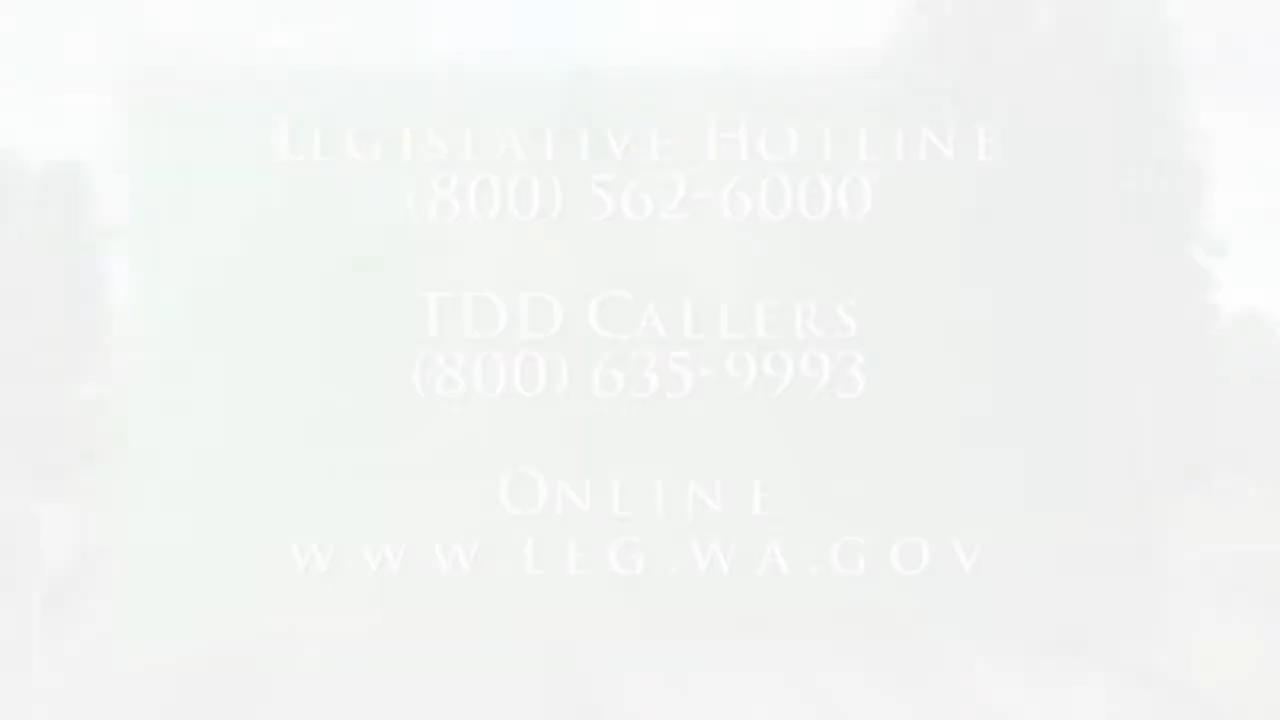 LEGISLATIVE HOTLINE
(800) 562-6000
TDD CALLERS
(800) 635-9993
ONLINE
WWW.LEG.WA.GOV